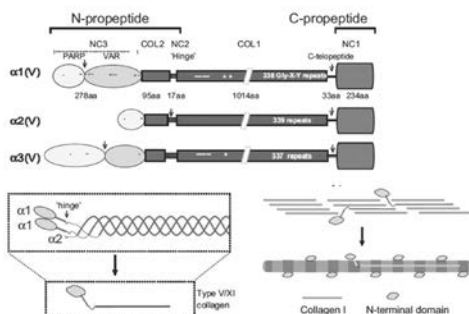 N-propeptide C-propeptide
NC3 COL2 NC2 COL1 NC1
PARP VAR 'Hinge' C-telopeptide
α1(V) 338 Gly-X-Y repeats
278aa 95aa 17aa 1014aa 33aa 234aa
α2(V) 339 repeats
α3(V) 337 repeats
'hinge'
α1
α1
α2
Type V/XI
collagen
Collagen I N-terminal domain